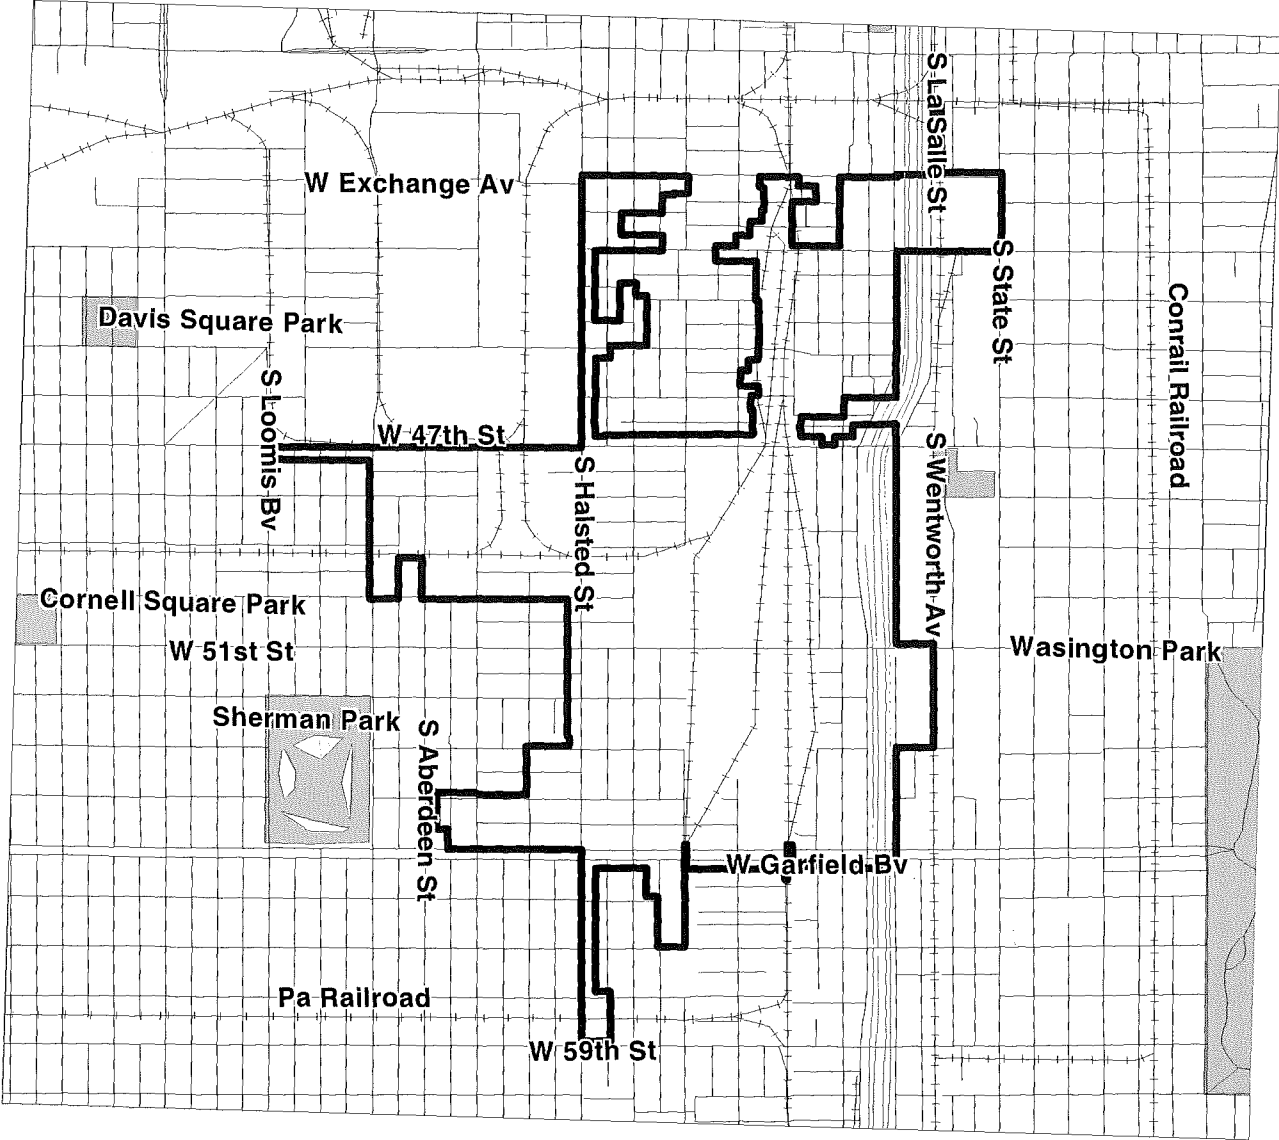 S LaSalle St
W Exchange Av
S State St
Conrail Railroad
Davis Square Park
S Loomis Bv
W 47th St
S Halsted St
S Wentworth Av
Cornell Square Park
W 51st St
Wasington Park
Sherman Park
S Aberdeen St
W Garfield Bv
Pa Railroad
W 59th St